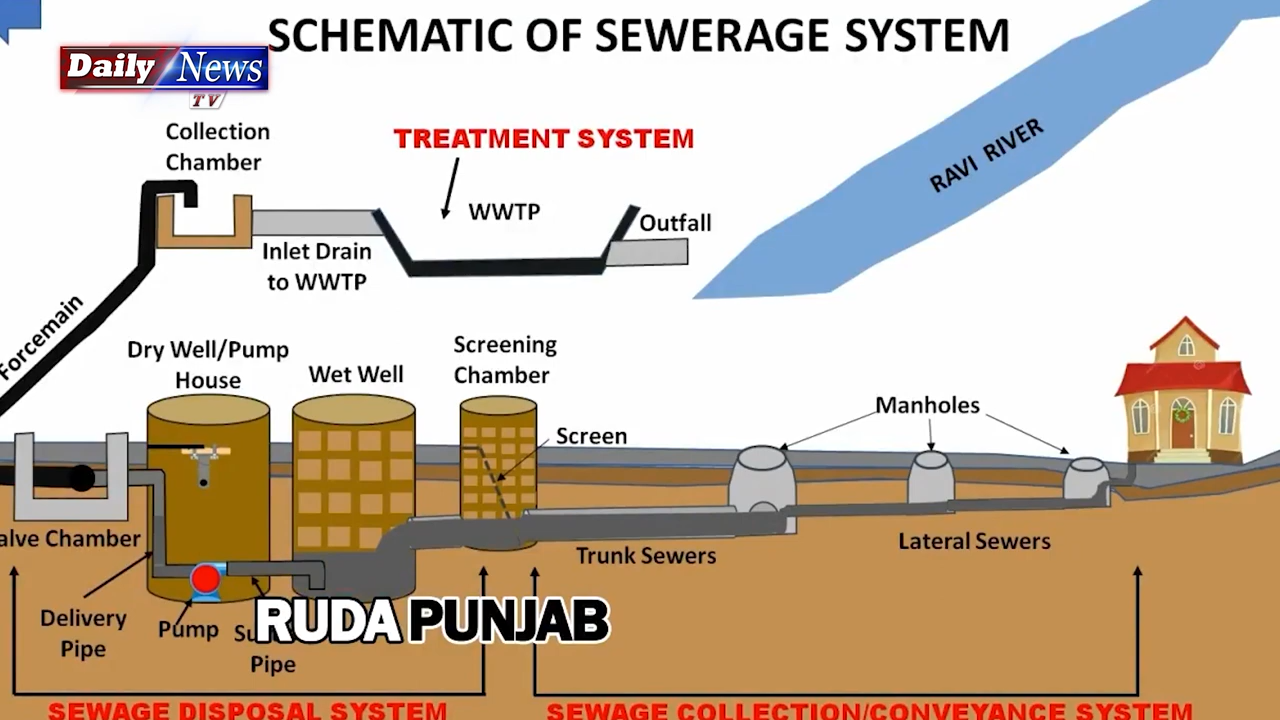 SCHEMATIC OF SEWERAGE SYSTEM
Daily News
TV
Collection
Chamber
TREATMENT SYSTEM
WWTP
Outfall
RAVI RIVER
Inlet Drain
to WWTP
Forcemain
Dry Well/Pump
House
Wet Well
Screening
Chamber
Screen
Manholes
Chamber
Trunk Sewers
Lateral Sewers
Delivery
Pipe
Pump
Pipe
RUDA PUNJAB
SEWAGE DISPOSAL SYSTEM
SEWAGE COLLECTION/CONVEYANCE SYSTEM